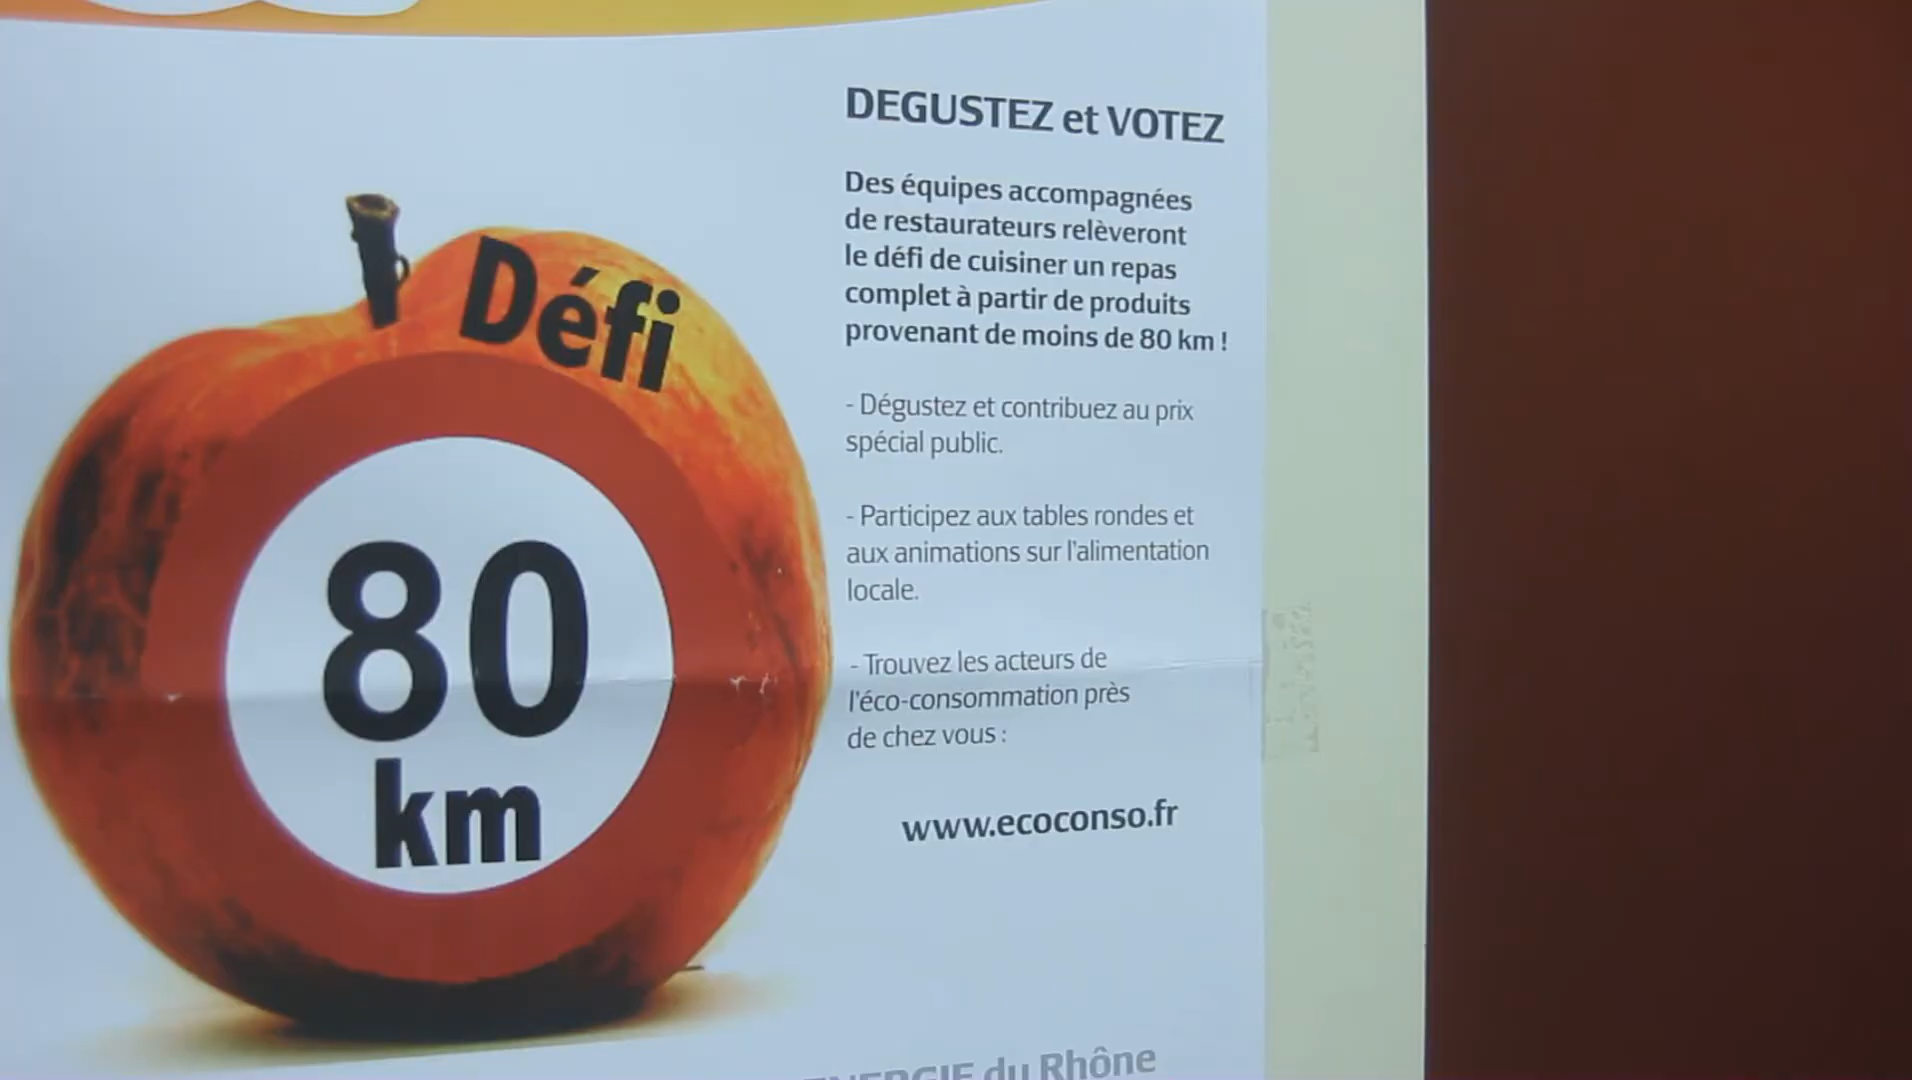 Défi
80
km
DEGUSTEZ et VOTEZ
Des équipes accompagnées
de restaurateurs relèveront
le défi de cuisiner un repas
complet à partir de produits
provenant de moins de 80 km !
- Dégustez et contribuez au prix
spécial public.
- Participez aux tables rondes et
aux animations sur l'alimentation
locale.
- Trouvez les acteurs de
l'éco-consommation près
de chez vous :
www.ecoconso.fr
du Rhône